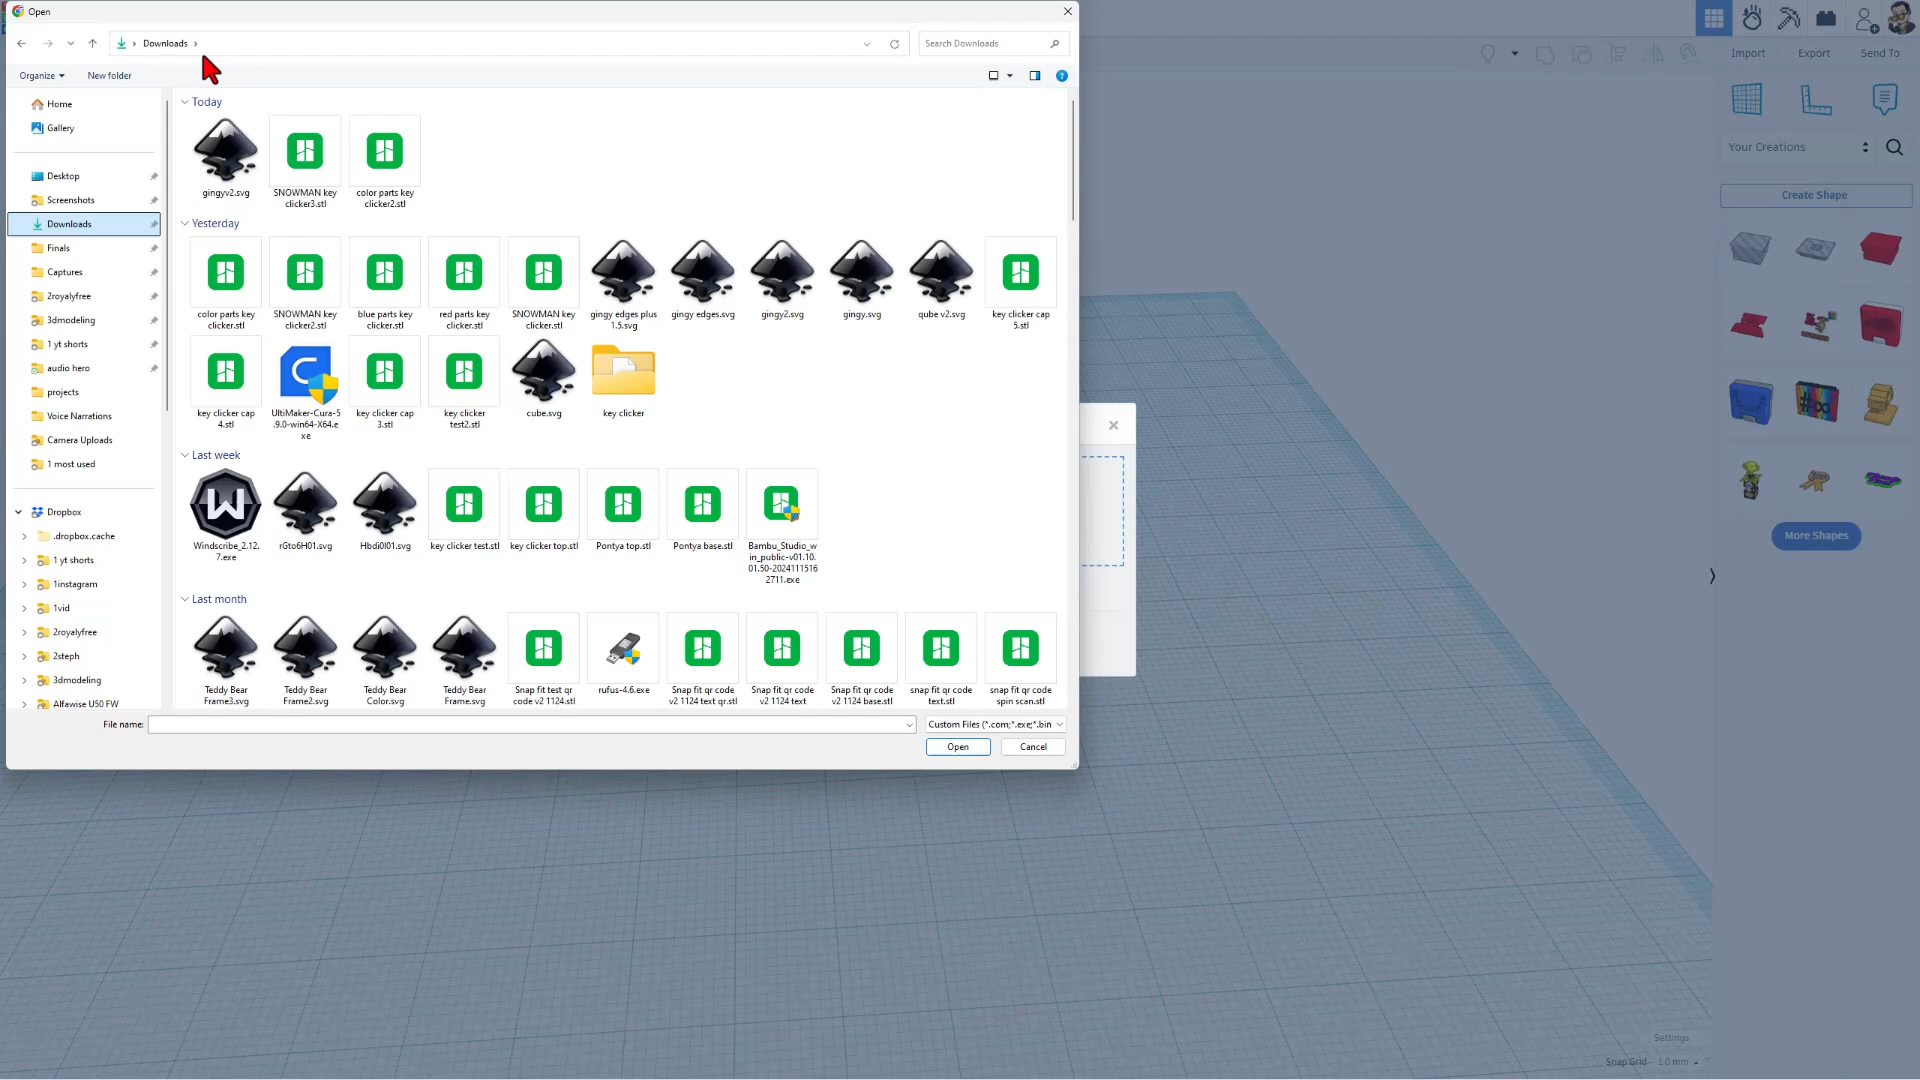 Open
Downloads
Search Downloads
Organize
New folder
Import
Export
Send To
Home
Gallery
Desktop
Screenshots
Downloads
Finals
Captures
2royalyfree
3dmodeling
1 yt shorts
audio hero
projects
Voice Narrations
Camera Uploads
1 most used
Dropbox
.dropbox.cache
1 yt shorts
1instagram
1vid
2royalyfree
2steph
3dmodeling
Alfawise U50 FW
Today
gingyv2.svg
SNOWMAN key
clicker3.stl
color parts key
clicker2.stl
Yesterday
color parts key
clicker.stl
SNOWMAN key
clicker2.stl
blue parts key
clicker.stl
red parts key
clicker.stl
SNOWMAN key
clicker.stl
gingy edges plus
1.5.svg
gingy edges.svg
gingy2.svg
gingy.svg
qube v2.svg
key clicker cap
5.stl
key clicker cap
4.stl
UltiMaker-Cura-5
.9.0-win64-X64.e
xe
key clicker cap
3.stl
key clicker
test2.stl
cube.svg
key clicker
Last week
Windscribe_2.12.
7.exe
rGto6H01.svg
Hbdi0l01.svg
key clicker test.stl
key clicker top.stl
Pontya top.stl
Pontya base.stl
Bambu_Studio_w
in_public-v01.10.
01.50-2024111516
2711.exe
Last month
Teddy Bear
Frame3.svg
Teddy Bear
Frame2.svg
Teddy Bear
Color.svg
Teddy Bear
Frame.svg
Snap fit test qr
code v2 1124.stl
rufus-4.6.exe
Snap fit qr code
v2 1124 text qr.stl
Snap fit qr code
v2 1124 text
Snap fit qr code
v2 1124 base.stl
snap fit qr code
text.stl
snap fit qr code
spin scan.stl
File name:
Custom Files (*.com;*.exe;*.bin
Open
Cancel
Your Creations
Create Shape
More Shapes
Settings
Snap Grid
1.0 mm